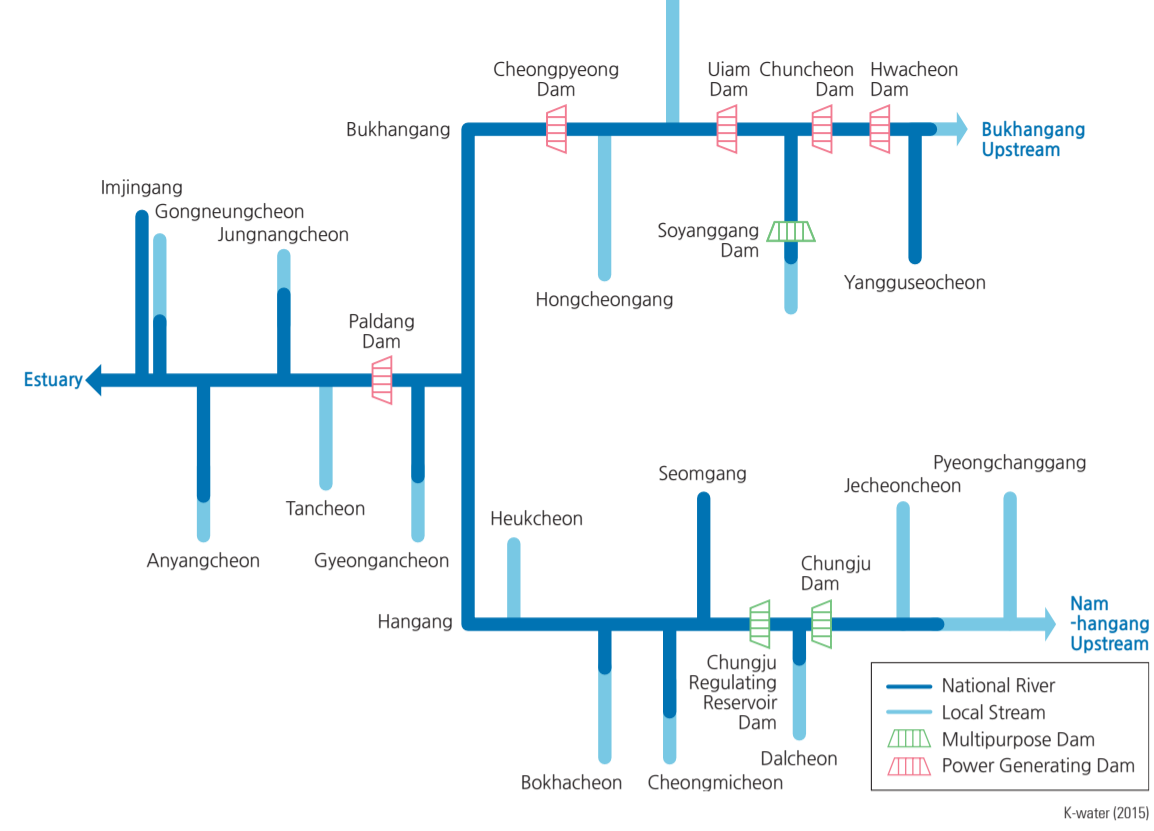 Cheongpyeong
Dam
Uiam
Dam
Chuncheon
Dam
Hwacheon
Dam
Bukhangang
Bukhangang
Upstream
Imjingang
Gongneungcheon
Jungnangcheon
Soyanggang
Dam
Hongcheongang
Yangguseocheon
Paldang
Dam
Estuary
Tancheon
Anyangcheon
Gyeongancheon
Heukcheon
Seomgang
Jecheoncheon
Pyeongchanggang
Chungju
Dam
Hangang
Nam
-hangang
Upstream
Chungju
Regulating
Reservoir
Dam
Dalcheon
Bokhacheon
Cheongmicheon
National River
Local Stream
Multipurpose Dam
Power Generating Dam
K-water (2015)